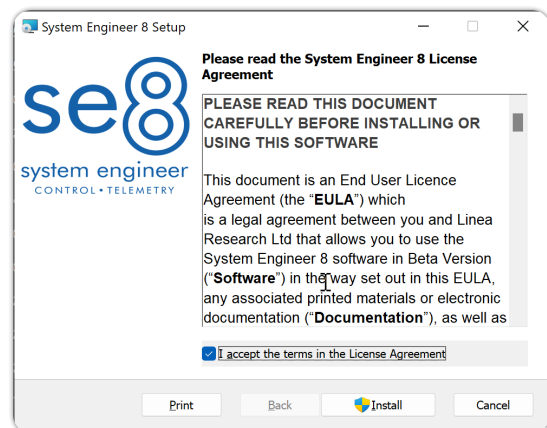 System Engineer 8 Setup
Please read the System Engineer 8 License
Agreement
se8
system engineer
CONTROL • TELEMETRY
PLEASE READ THIS DOCUMENT
CAREFULLY BEFORE INSTALLING OR
USING THIS SOFTWARE
This document is an End User Licence
Agreement (the “EULA”) which
is a legal agreement between you and Linea
Research Ltd that allows you to use the
System Engineer 8 software in Beta Version
(“Software”) in the way set out in this EULA,
any associated printed materials or electronic
documentation (“Documentation”), as well as
I accept the terms in the License Agreement
Print
Back
Install
Cancel